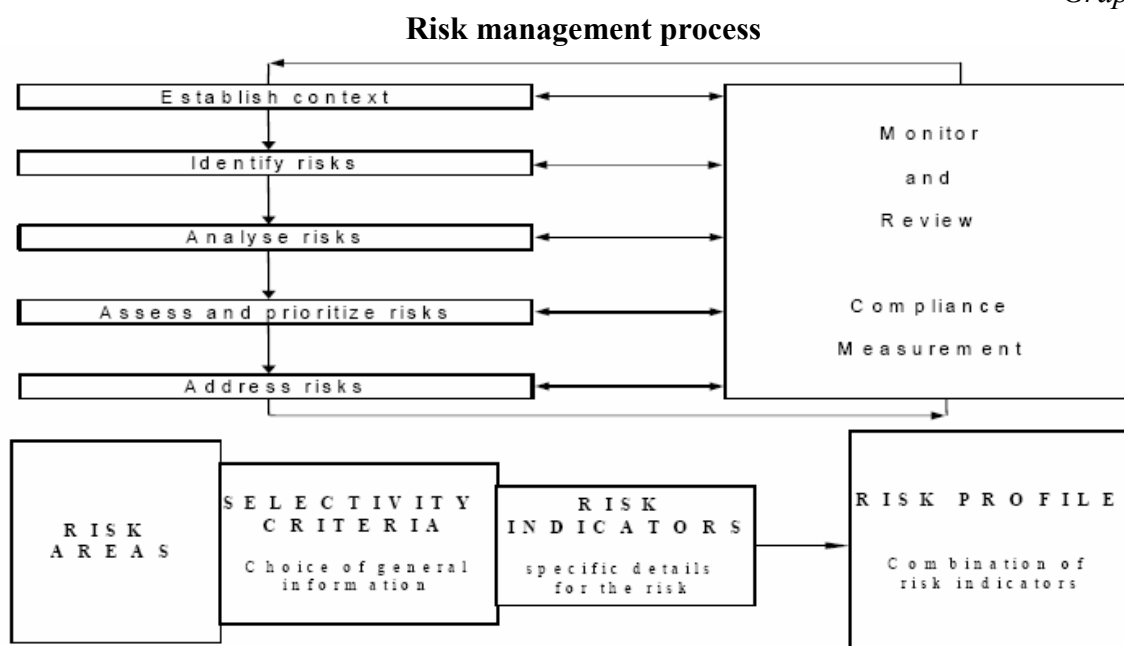 Risk management process
Establish context
Identify risks
Analyse risks
Assess and prioritize risks
Address risks
Monitor
and
Review
Compliance
Measurement
RISK
AREAS
SELECTIVITY
CRITERIA
Choice of general
information
RISK
INDICATORS
specific details
for the risk
RISK PROFILE
Combination of
risk indicators